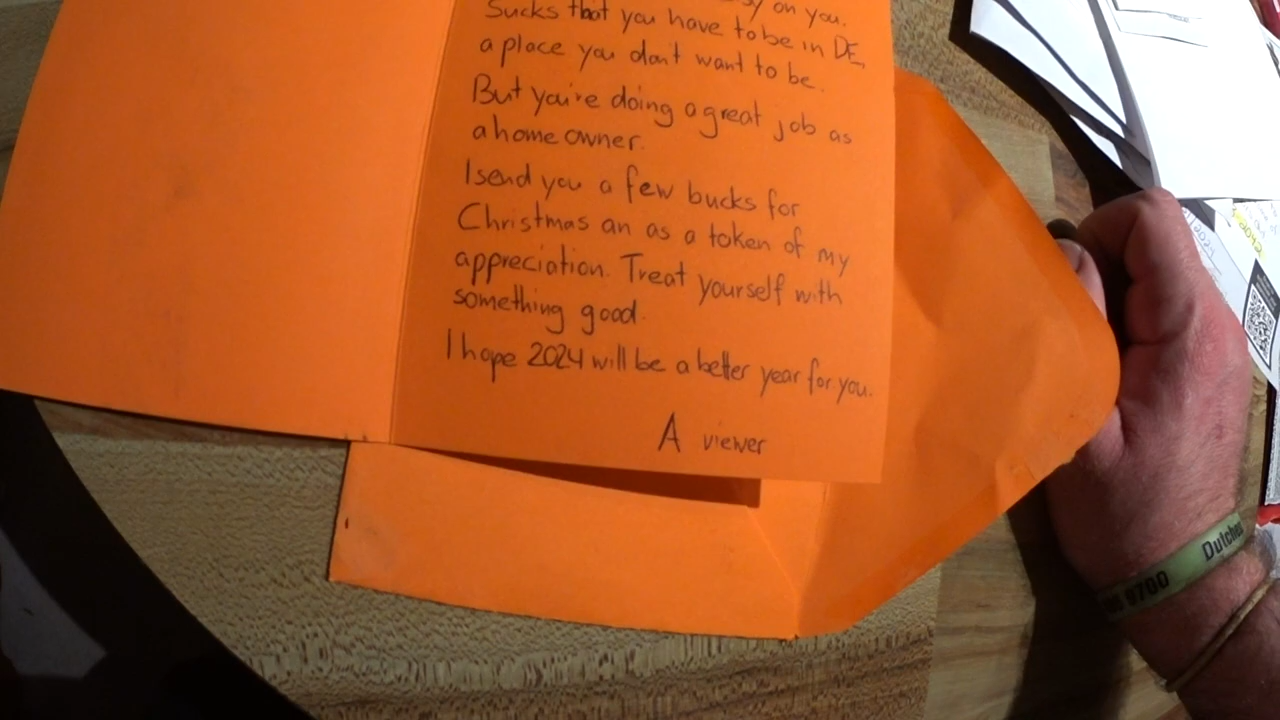 on you.
Sucks that you have to be in DE,
a place you don't want to be.
But you're doing a great job as
a home owner.
I send you a few bucks for
Christmas an as a token of my
appreciation. Treat yourself with
something good.
I hope 2024 will be a better year for you.
A viewer
Dutches
9700